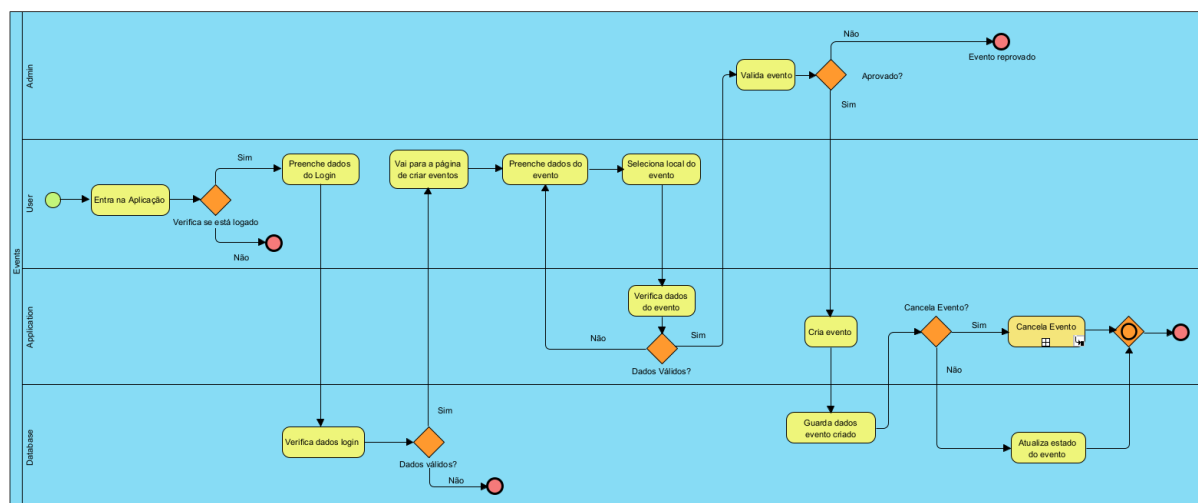 Events
Admin
Valida evento
Aprovado?
Não
Evento reprovado
Sim
User
Entra na Aplicação
Verifica se está logado
Sim
Não
Preenche dados
do Login
Vai para a página
de criar eventos
Preenche dados do
evento
Seleciona local do
evento
Application
Verifica dados
do evento
Dados Válidos?
Não
Sim
Cria evento
Cancela Evento?
Sim
Não
Cancela Evento
Database
Verifica dados login
Dados válidos?
Sim
Não
Guarda dados
evento criado
Atualiza estado
do evento